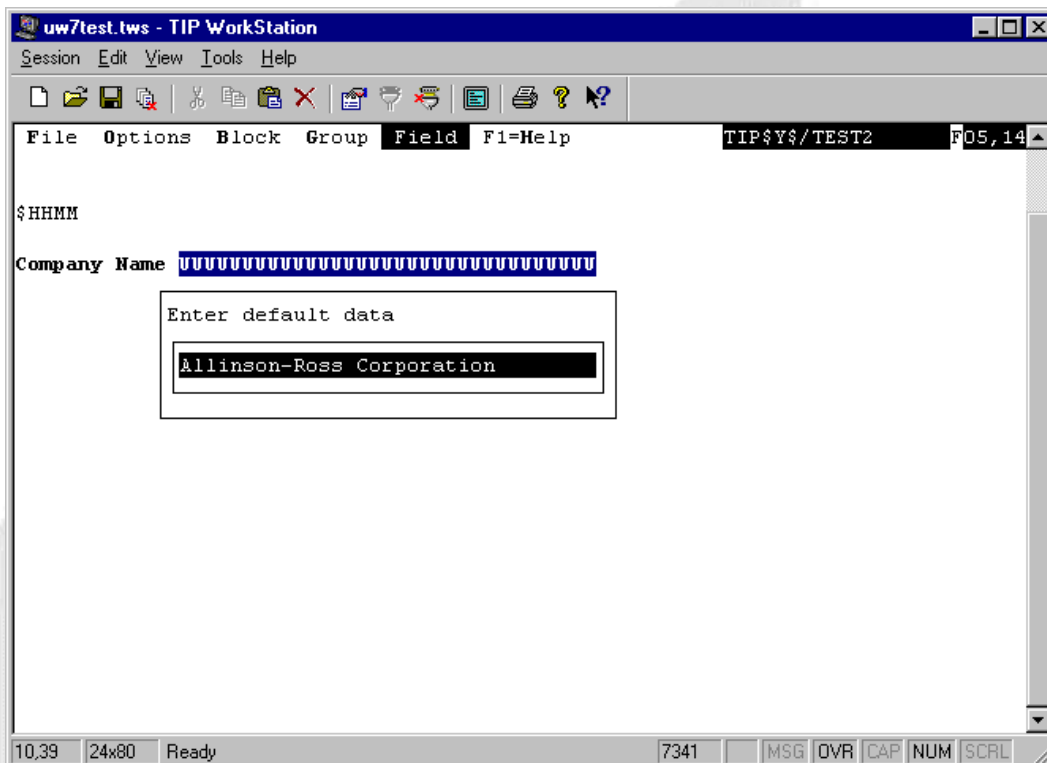 uw7test.tws - TIP WorkStation
Session Edit View Tools Help
File Options Block Group Field F1=Help TIP$Y$/TEST2 F05,14
$HHMM
Company Name UUUUUUUUUUUUUUUUUUUUUUUUUUUUUUUUU
Enter default data
Allinson-Ross Corporation
10,39 24x80 Ready 7341 MSG OVR CAP NUM SCRL